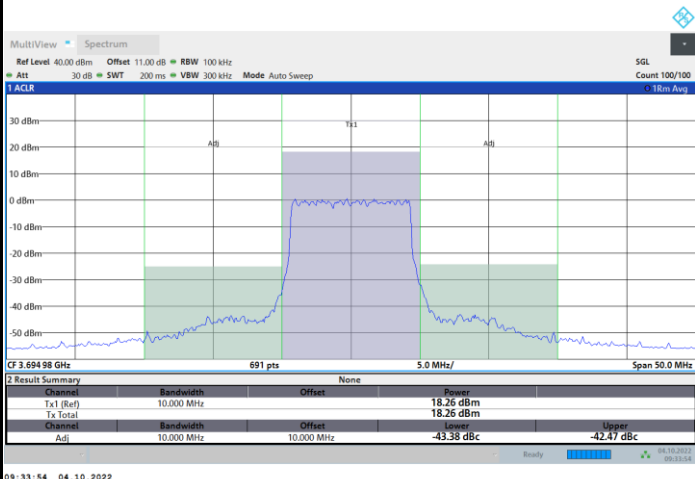 MultiView Spectrum
Ref Level 40.00 dBm Offset 11.00 dB RBW 100 kHz SGL
Att 30 dB SWT 200 ms VBW 300 kHz Mode Auto Sweep Count 100/100
1 ACLR 1Rm Avg
30 dBm
Tx1
20 dBm
Adj Adj
10 dBm
0 dBm
-10 dBm
-20 dBm
-30 dBm
-40 dBm
-50 dBm
CF 3.694 98 GHz 691 pts 5.0 MHz/ Span 50.0 MHz
2 Result Summary None
Channel Bandwidth Offset Power
Tx1 (Ref) 10.000 MHz 18.26 dBm
Tx Total 18.26 dBm
Channel Bandwidth Offset Lower Upper
Adj 10.000 MHz 10.000 MHz -43.38 dBc -42.47 dBc
Ready 04.10.2022
09:33:54
09:33:54 04.10.2022